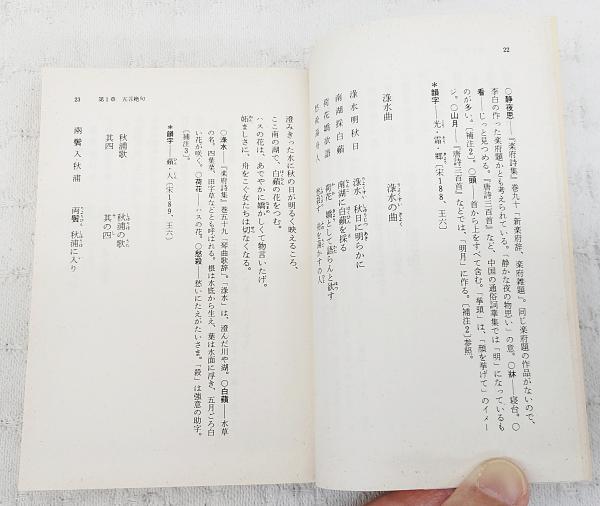 22
○静夜思——『楽府詩集』巻九十「新楽府辞、楽府雑題」。同じ楽府題の作品がないので、
李白の作った楽府題かとも考えられている。「静かな夜の物思い」の意。○牀——寝台。○
看——じっと見つめる。『唐詩三百首』など、中国の通俗詞華集では「明」になっているも
のが多い。〔補注2〕。○頭——首から上をすべて含む。「挙頭」は、「顔を挙げて」のイメー
ジ。○山月——『唐詩三百首』などでは、「明月」に作る。〔補注2〕参照。
*韻字——光・霜・郷〔宋188、王六〕
淥水曲 淥水の曲
淥水明秋日 淥水 秋日に明らかに
南湖採白蘋 南湖に白蘋を採る
荷花嬌欲語 荷花 嬌として語らんと欲す
愁殺蕩舟人 愁殺す 舟を蕩かすの人
澄みきった水に秋の日が明るく映えるころ、
ここ南の湖で、白蘋の花をつむ。
ハスの花は、あでやかに嬌かしくて物言いたげ。
妬ましさに、舟をこぐ女たちは切なくなる。
○淥水——『楽府詩集』巻五十九「琴曲歌辞」。「淥水」は、澄んだ川や湖。○白蘋——水草
の名。四葉菜、田字草などとも呼ばれる。根は水底から生え、葉は水面に浮き、五月ごろ白
い花が咲く。○荷花——ハスの花。○愁殺——愁いにたえがたいさま。「殺」は強意の助字。
〔補注3〕。
*韻字——蘋・人〔宋189、王六〕
秋浦歌 秋浦の歌
其四 其の四
兩鬢入秋浦 両鬢 秋浦に入り
23 第1章 五言絶句